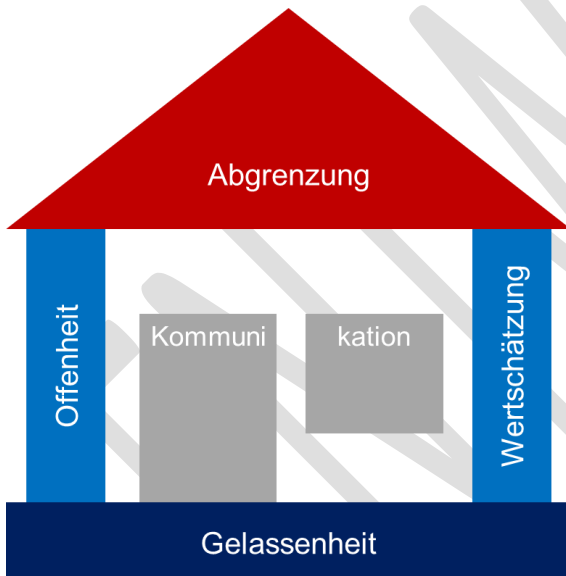 Abgrenzung
Offenheit
Kommuni
kation
Wertschätzung
Gelassenheit